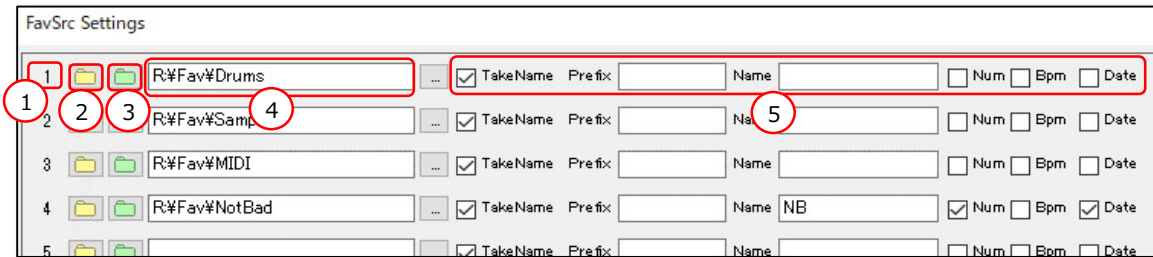 FavSrc Settings
1 R:¥Fav¥Drums ... TakeName Prefix Name Num Bpm Date
1 2 3 4 5
2 R:¥Fav¥Samp ... TakeName Prefix Name Num Bpm Date
3 R:¥Fav¥MIDI ... TakeName Prefix Name Num Bpm Date
4 R:¥Fav¥NotBad ... TakeName Prefix Name NB Num Bpm Date
5 ... TakeName Prefix Name Num Bpm Date